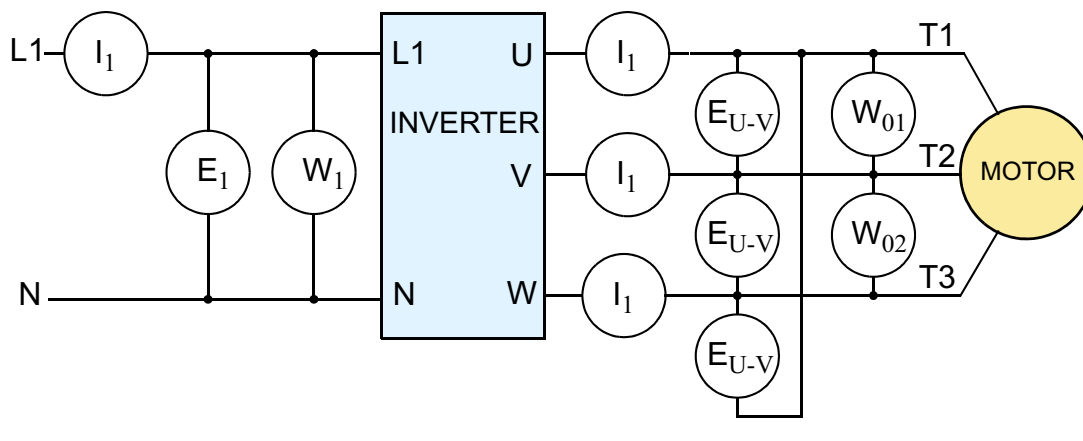 L1 I1 L1 U I1 T1
EU-V W01
INVERTER
E1 W1 V I1 T2 MOTOR
EU-V W02
N N W I1 T3
EU-V